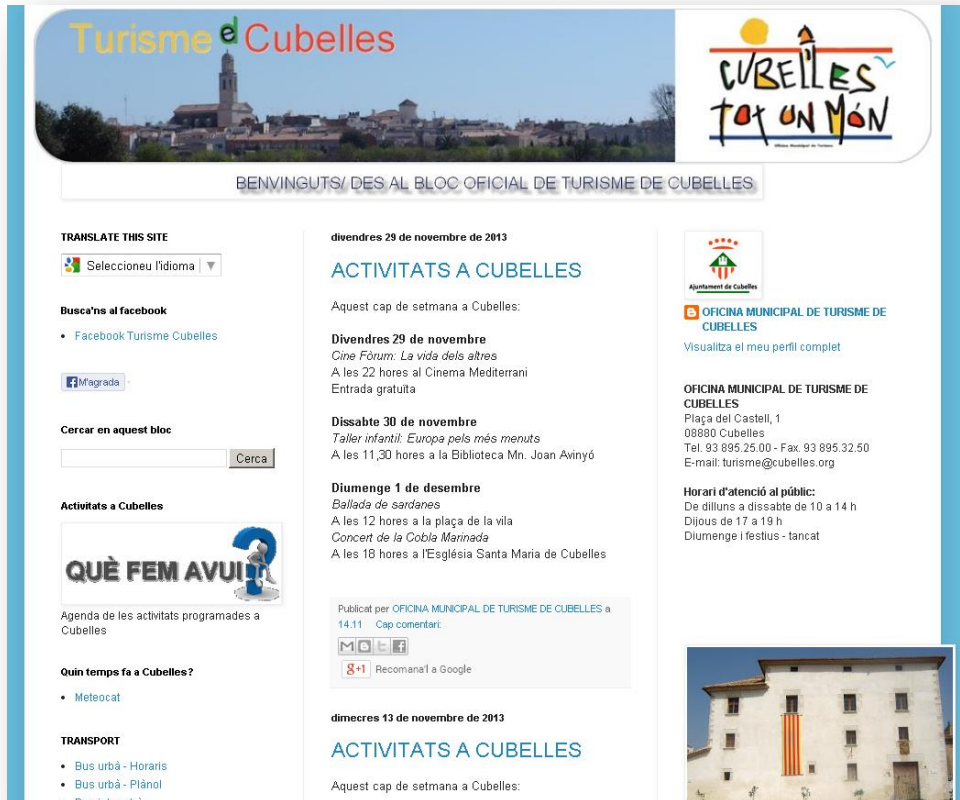 Turisme de Cubelles
CUBELLES
TOT UN MÓN
Oficina Municipal de Turisme
BENVINGUTS/ DES AL BLOC OFICIAL DE TURISME DE CUBELLES
TRANSLATE THIS SITE
Seleccioneu l'idioma
Busca'ns al facebook
Facebook Turisme Cubelles
M'agrada
Cercar en aquest bloc
Cerca
Activitats a Cubelles
QUÈ FEM AVUI?
Agenda de les activitats programades a
Cubelles
Quin temps fa a Cubelles?
Meteocat
TRANSPORT
Bus urbà - Horaris
Bus urbà - Plànol
divendres 29 de novembre de 2013
ACTIVITATS A CUBELLES
Aquest cap de setmana a Cubelles:
Divendres 29 de novembre
Cine Fòrum: La vida dels altres
A les 22 hores al Cinema Mediterrani
Entrada gratuïta
Dissabte 30 de novembre
Taller infantil: Europa pels més menuts
A les 11,30 hores a la Biblioteca Mn. Joan Avinyó
Diumenge 1 de desembre
Ballada de sardanes
A les 12 hores a la plaça de la vila
Concert de la Cobla Marinada
A les 18 hores a l'Església Santa Maria de Cubelles
Publicat per OFICINA MUNICIPAL DE TURISME DE CUBELLES a
14.11 Cap comentari:
g+1 Recomana'l a Google
dimecres 13 de novembre de 2013
ACTIVITATS A CUBELLES
Aquest cap de setmana a Cubelles:
Ajuntament de Cubelles
OFICINA MUNICIPAL DE TURISME DE
CUBELLES
Visualitza el meu perfil complet
OFICINA MUNICIPAL DE TURISME DE
CUBELLES
Plaça del Castell, 1
08880 Cubelles
Tel. 93 895.25.00 - Fax. 93 895.32.50
E-mail: turisme@cubelles.org
Horari d'atenció al públic:
De dilluns a dissabte de 10 a 14 h
Dijous de 17 a 19 h
Diumenge i festius - tancat